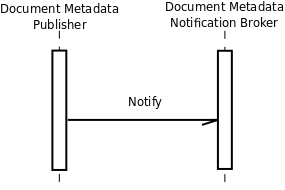 Document Metadata
Publisher
Document Metadata
Notification Broker
Notify